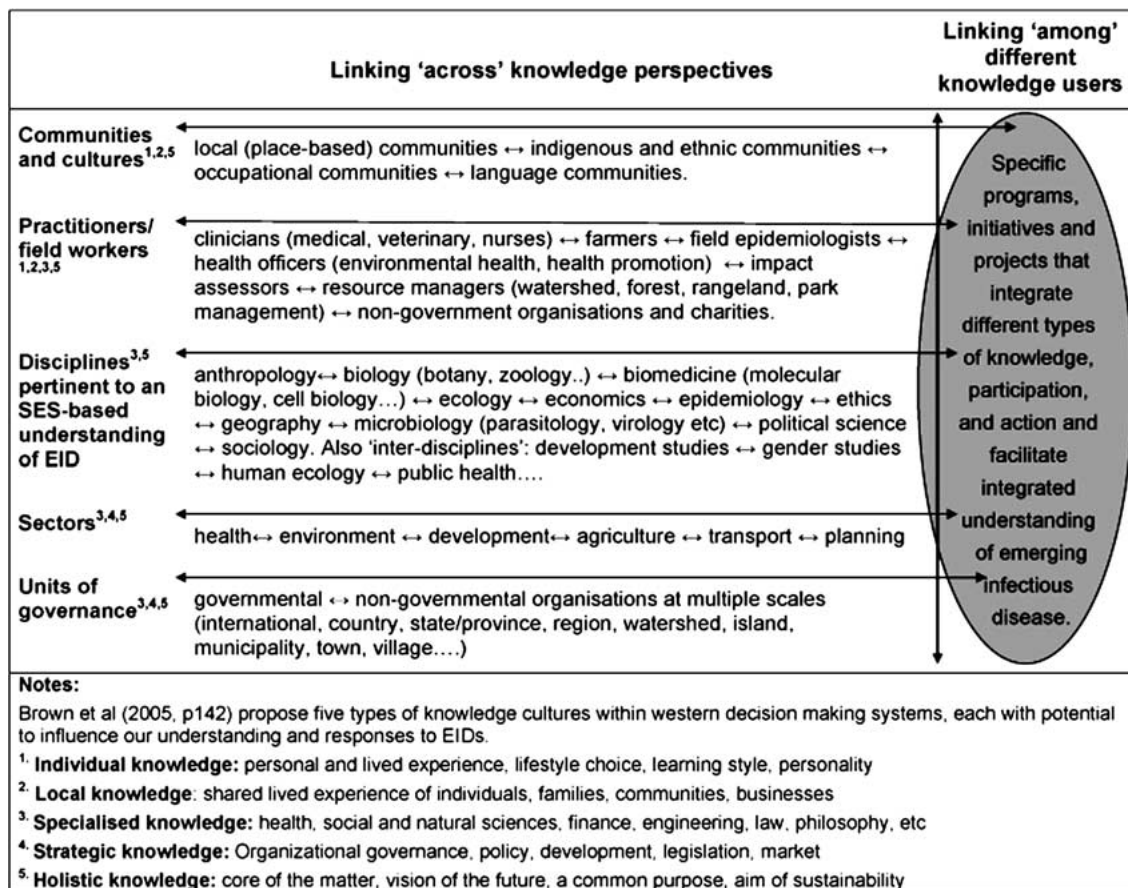 Linking ‘across’ knowledge perspectives
Linking ‘among’
different
knowledge users
Communities
and cultures1,2,5
local (place-based) communities ↔ indigenous and ethnic communities ↔
occupational communities ↔ language communities.
Practitioners/
field workers
1,2,3,5
clinicians (medical, veterinary, nurses) ↔ farmers ↔ field epidemiologists ↔
health officers (environmental health, health promotion) ↔ impact
assessors ↔ resource managers (watershed, forest, rangeland, park
management) ↔ non-government organisations and charities.
Disciplines3,5
pertinent to an
SES-based
understanding
of EID
anthropology↔ biology (botany, zoology..) ↔ biomedicine (molecular
biology, cell biology…) ↔ ecology ↔ economics ↔ epidemiology ↔ ethics
↔ geography ↔ microbiology (parasitology, virology etc) ↔ political science
↔ sociology. Also ‘inter-disciplines’: development studies ↔ gender studies
↔ human ecology ↔ public health….
Sectors3,4,5
health↔ environment ↔ development↔ agriculture ↔ transport ↔ planning
Units of
governance3,4,5
governmental ↔ non-governmental organisations at multiple scales
(international, country, state/province, region, watershed, island,
municipality, town, village….)
Specific
programs,
initiatives and
projects that
integrate
different types
of knowledge,
participation,
and action and
facilitate
integrated
understanding
of emerging
infectious
disease.
Notes:
Brown et al (2005, p142) propose five types of knowledge cultures within western decision making systems, each with potential
to influence our understanding and responses to EIDs.
1. Individual knowledge: personal and lived experience, lifestyle choice, learning style, personality
2. Local knowledge: shared lived experience of individuals, families, communities, businesses
3. Specialised knowledge: health, social and natural sciences, finance, engineering, law, philosophy, etc
4. Strategic knowledge: Organizational governance, policy, development, legislation, market
5. Holistic knowledge: core of the matter, vision of the future, a common purpose, aim of sustainability